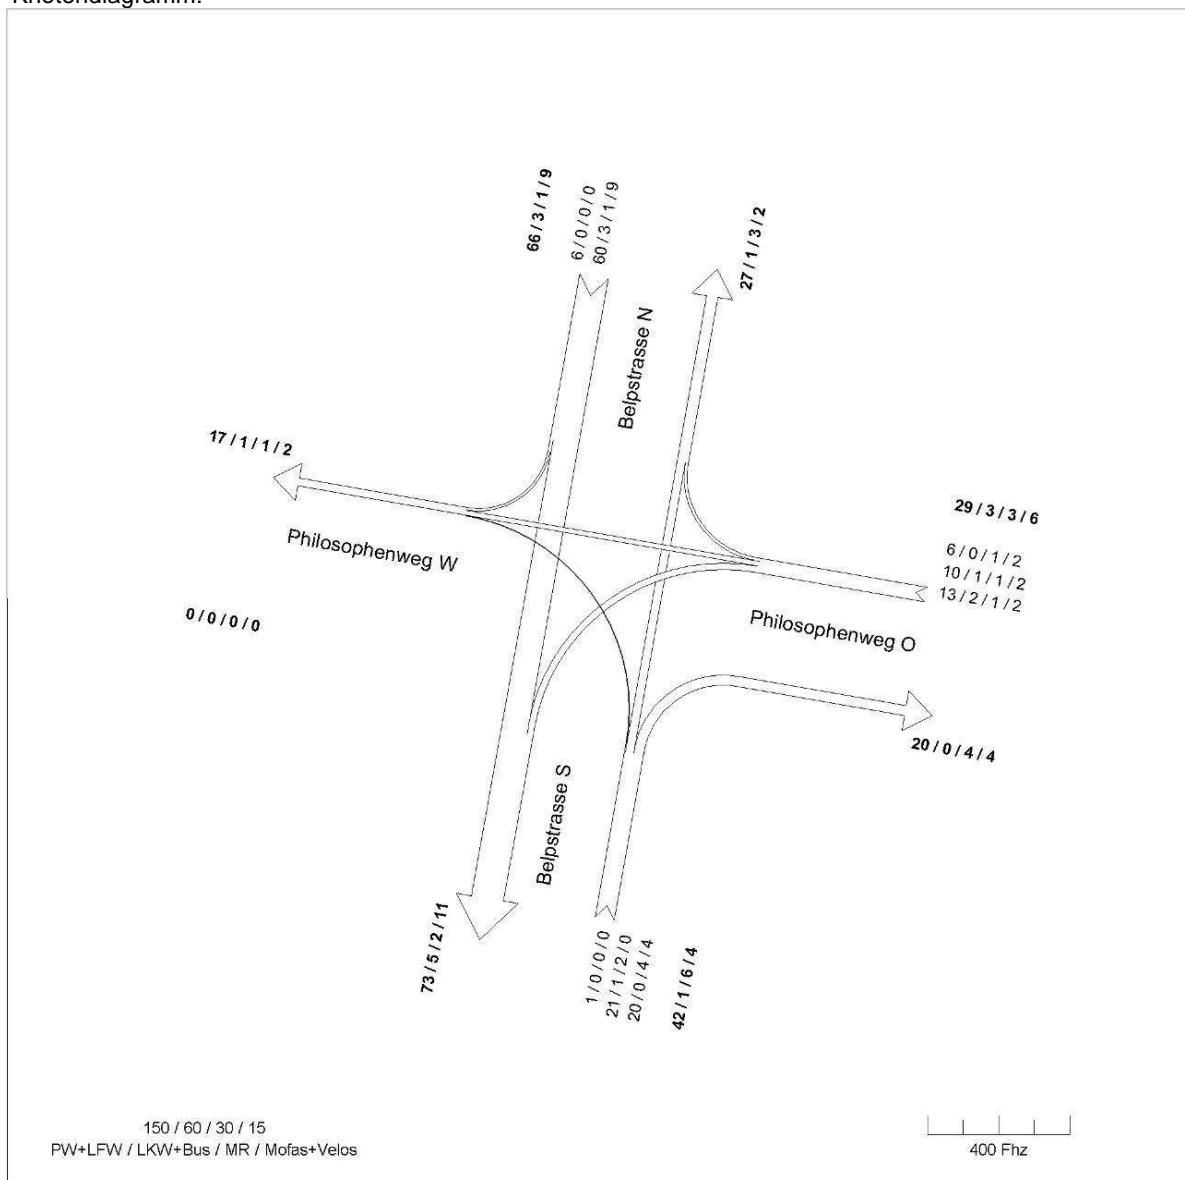 Knotendiagramm:
66 / 3 / 1 / 9
6 / 0 / 0 / 0
60 / 3 / 1 / 9
27 / 1 / 3 / 2
Belpstrasse N
17 / 1 / 1 / 2
Philosophenweg W
0 / 0 / 0 / 0
29 / 3 / 3 / 6
6 / 0 / 1 / 2
10 / 1 / 1 / 2
13 / 2 / 1 / 2
Philosophenweg O
20 / 0 / 4 / 4
Belpstrasse S
73 / 5 / 2 / 11
1 / 0 / 0 / 0
21 / 1 / 2 / 0
20 / 0 / 4 / 4
42 / 1 / 6 / 4
150 / 60 / 30 / 15
PW+LFW / LKW+Bus / MR / Mofas+Velos
400 Fhz